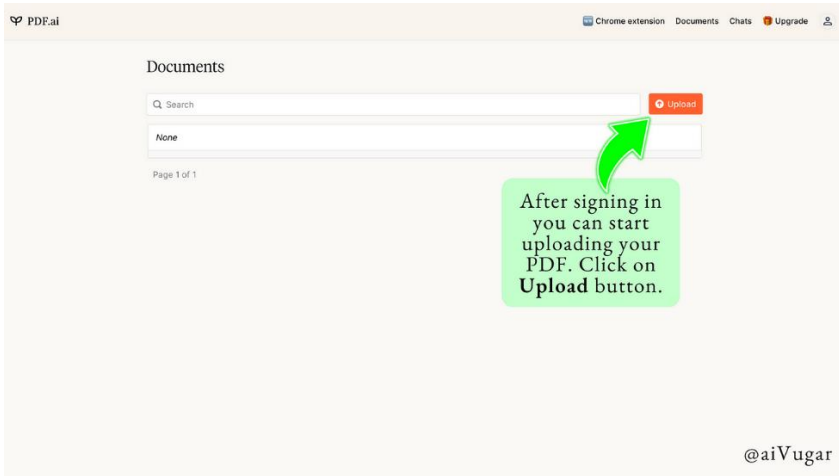 PDF.ai
Chrome extension Documents Chats Upgrade
Documents
Search
Upload
None
Page 1 of 1
After signing in
you can start
uploading your
PDF. Click on
Upload button.
@aiVugar